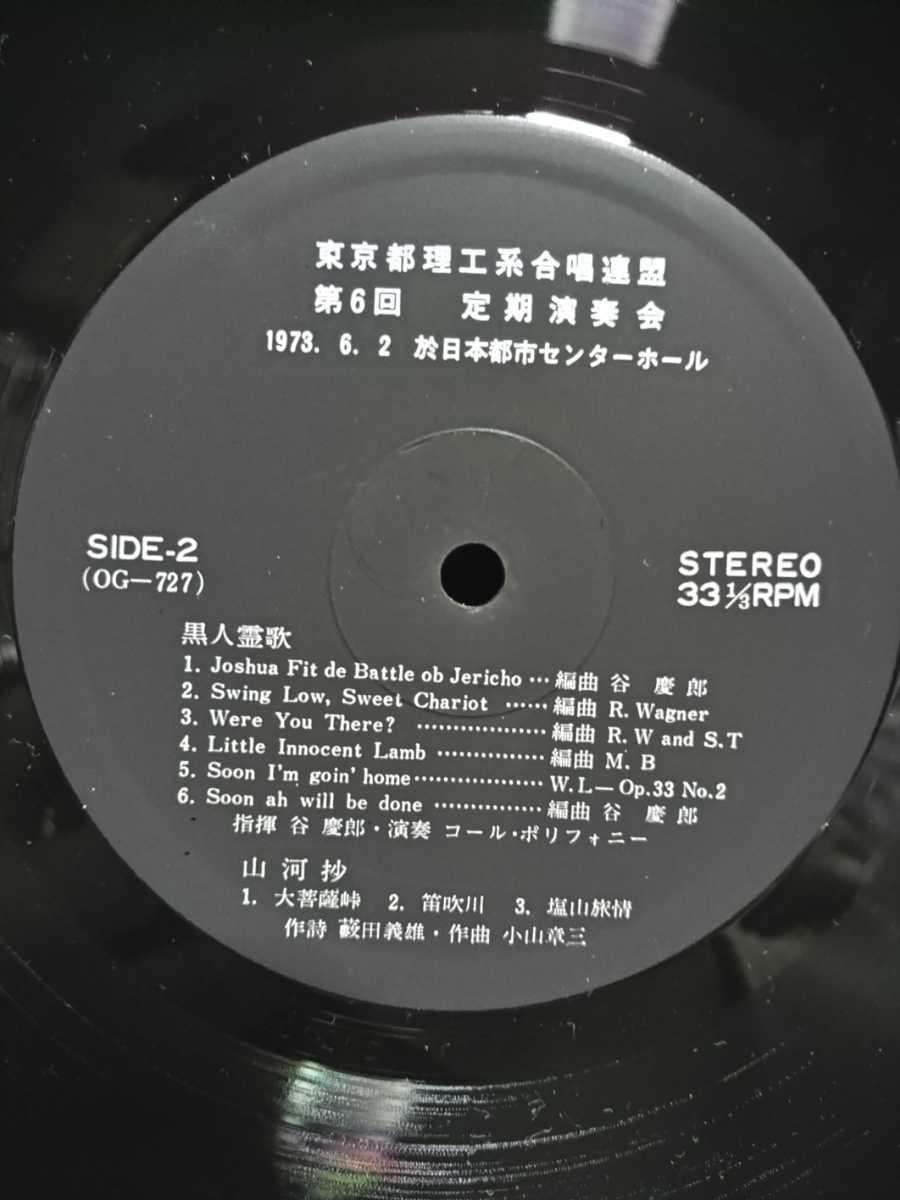 東京都理工系合唱連盟
第6回 定期演奏会
1973. 6. 2 於日本都市センターホール
SIDE-2
(OG—727)
STEREO
33 1/3 RPM
黒人霊歌
1. Joshua Fit de Battle ob Jericho … 編曲 谷 慶郎
2. Swing Low, Sweet Chariot …… 編曲 R. Wagner
3. Were You There? ……………… 編曲 R. W and S. T
4. Little Innocent Lamb …………… 編曲 M. B
5. Soon I'm goin' home……………… W. L — Op. 33 No. 2
6. Soon ah will be done …………… 編曲 谷 慶郎
指揮 谷 慶郎・演奏 コール・ポリフォニー
山河抄
1. 大菩薩峠 2. 笛吹川 3. 塩山旅情
作詩 薮田義雄・作曲 小山章三